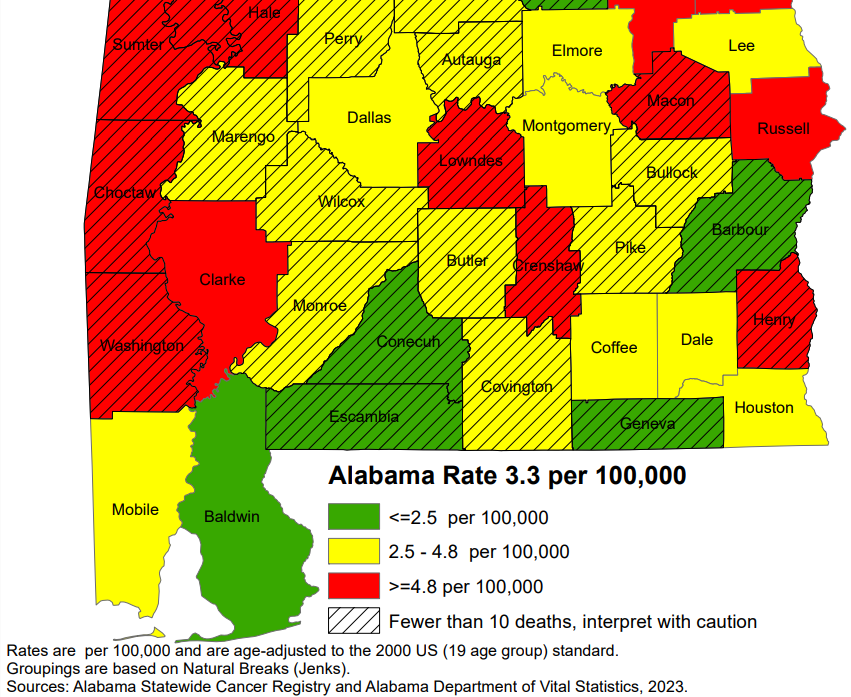 Hale
Sumter
Perry
Autauga
Elmore
Lee
Macon
Dallas
Montgomery
Russell
Marengo
Lowndes
Bullock
Choctaw
Wilcox
Barbour
Pike
Butler
Crenshaw
Clarke
Monroe
Henry
Conecuh
Dale
Washington
Coffee
Covington
Houston
Escambia
Geneva
Alabama Rate 3.3 per 100,000
Mobile
Baldwin
<=2.5 per 100,000
2.5 - 4.8 per 100,000
>=4.8 per 100,000
Fewer than 10 deaths, interpret with caution
Rates are per 100,000 and are age-adjusted to the 2000 US (19 age group) standard.
Groupings are based on Natural Breaks (Jenks).
Sources: Alabama Statewide Cancer Registry and Alabama Department of Vital Statistics, 2023.